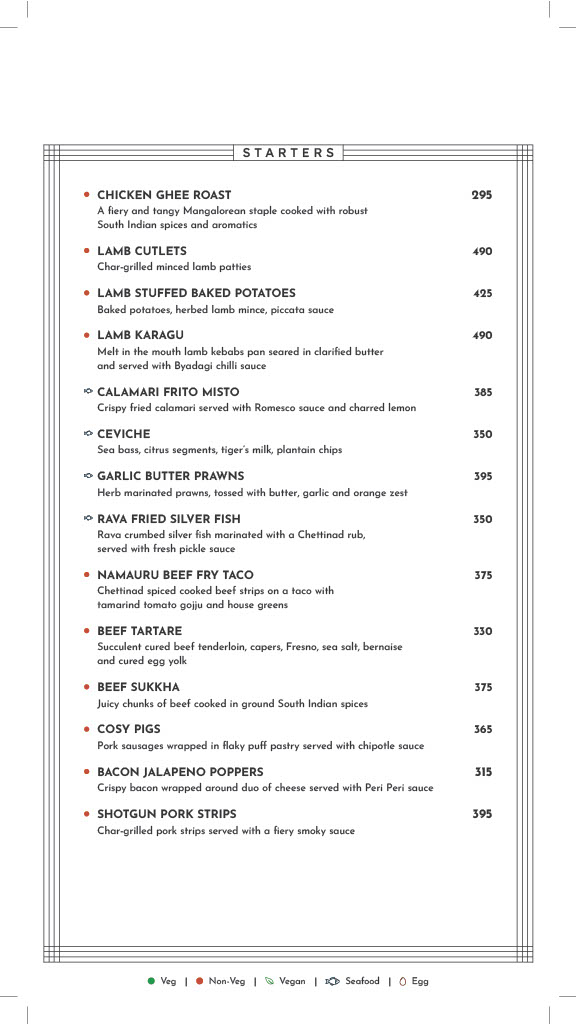 STARTERS
CHICKEN GHEE ROAST 295
A fiery and tangy Mangalorean staple cooked with robust
South Indian spices and aromatics
LAMB CUTLETS 490
Char-grilled minced lamb patties
LAMB STUFFED BAKED POTATOES 425
Baked potatoes, herbed lamb mince, piccata sauce
LAMB KARAGU 490
Melt in the mouth lamb kebabs pan seared in clarified butter
and served with Byadagi chilli sauce
CALAMARI FRITO MISTO 385
Crispy fried calamari served with Romesco sauce and charred lemon
CEVICHE 350
Sea bass, citrus segments, tiger's milk, plantain chips
GARLIC BUTTER PRAWNS 395
Herb marinated prawns, tossed with butter, garlic and orange zest
RAVA FRIED SILVER FISH 350
Rava crumbed silver fish marinated with a Chettinad rub,
served with fresh pickle sauce
NAMAURU BEEF FRY TACO 375
Chettinad spiced cooked beef strips on a taco with
tamarind tomato gojju and house greens
BEEF TARTARE 330
Succulent cured beef tenderloin, capers, Fresno, sea salt, bernaise
and cured egg yolk
BEEF SUKKHA 375
Juicy chunks of beef cooked in ground South Indian spices
COSY PIGS 365
Pork sausages wrapped in flaky puff pastry served with chipotle sauce
BACON JALAPENO POPPERS 315
Crispy bacon wrapped around duo of cheese served with Peri Peri sauce
SHOTGUN PORK STRIPS 395
Char-grilled pork strips served with a fiery smoky sauce
Veg | Non-Veg | Vegan | Seafood | Egg